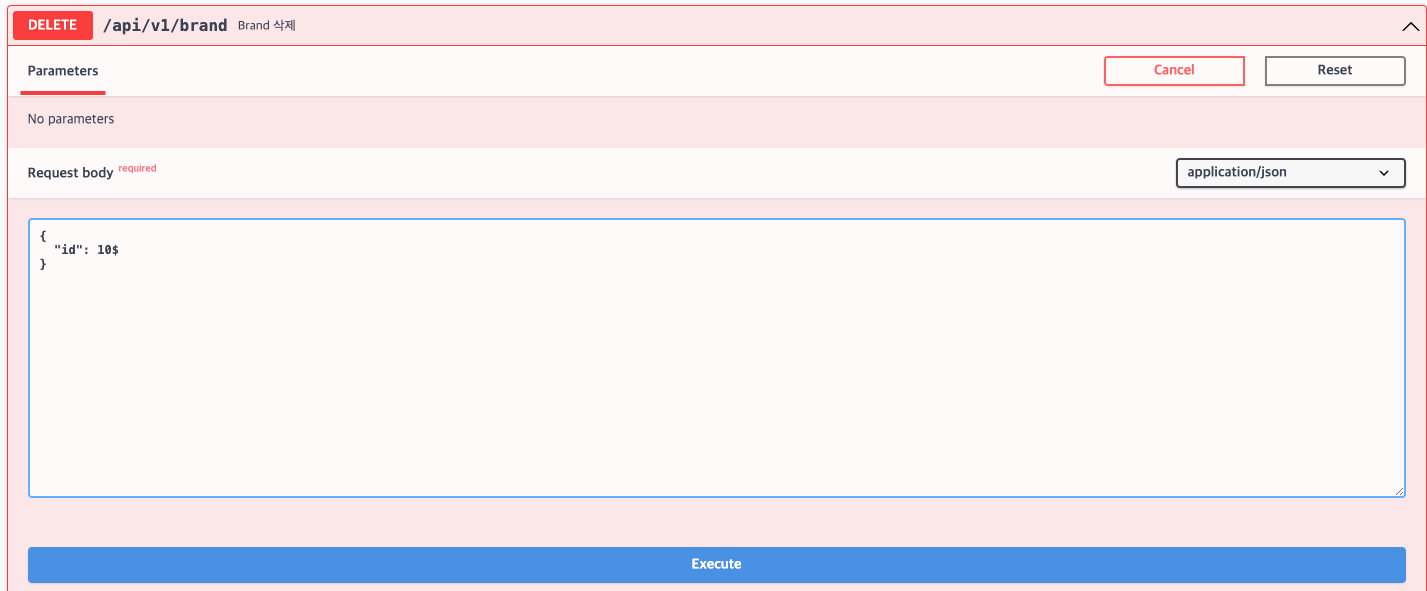 DELETE /api/v1/brand Brand 삭제
Parameters Cancel Reset
No parameters
Request body required application/json
{
"id": 10$
}
Execute